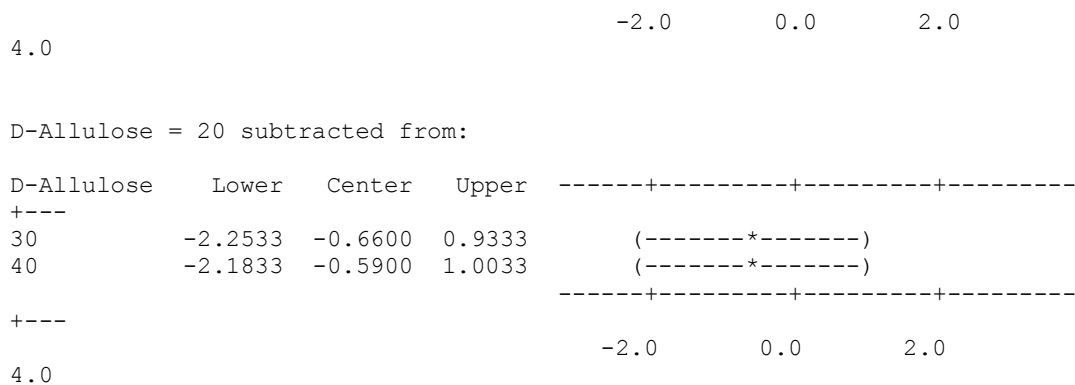 -2.0       0.0       2.0
4.0
D-Allulose = 20 subtracted from:
D-Allulose    Lower   Center   Upper  ------+---------+---------+---------
+---
30          -2.2533  -0.6600  0.9333       (-------*-------)
40          -2.1833  -0.5900  1.0033       (-------*-------)
                                      ------+---------+---------+---------
+---
                                         -2.0       0.0       2.0
4.0